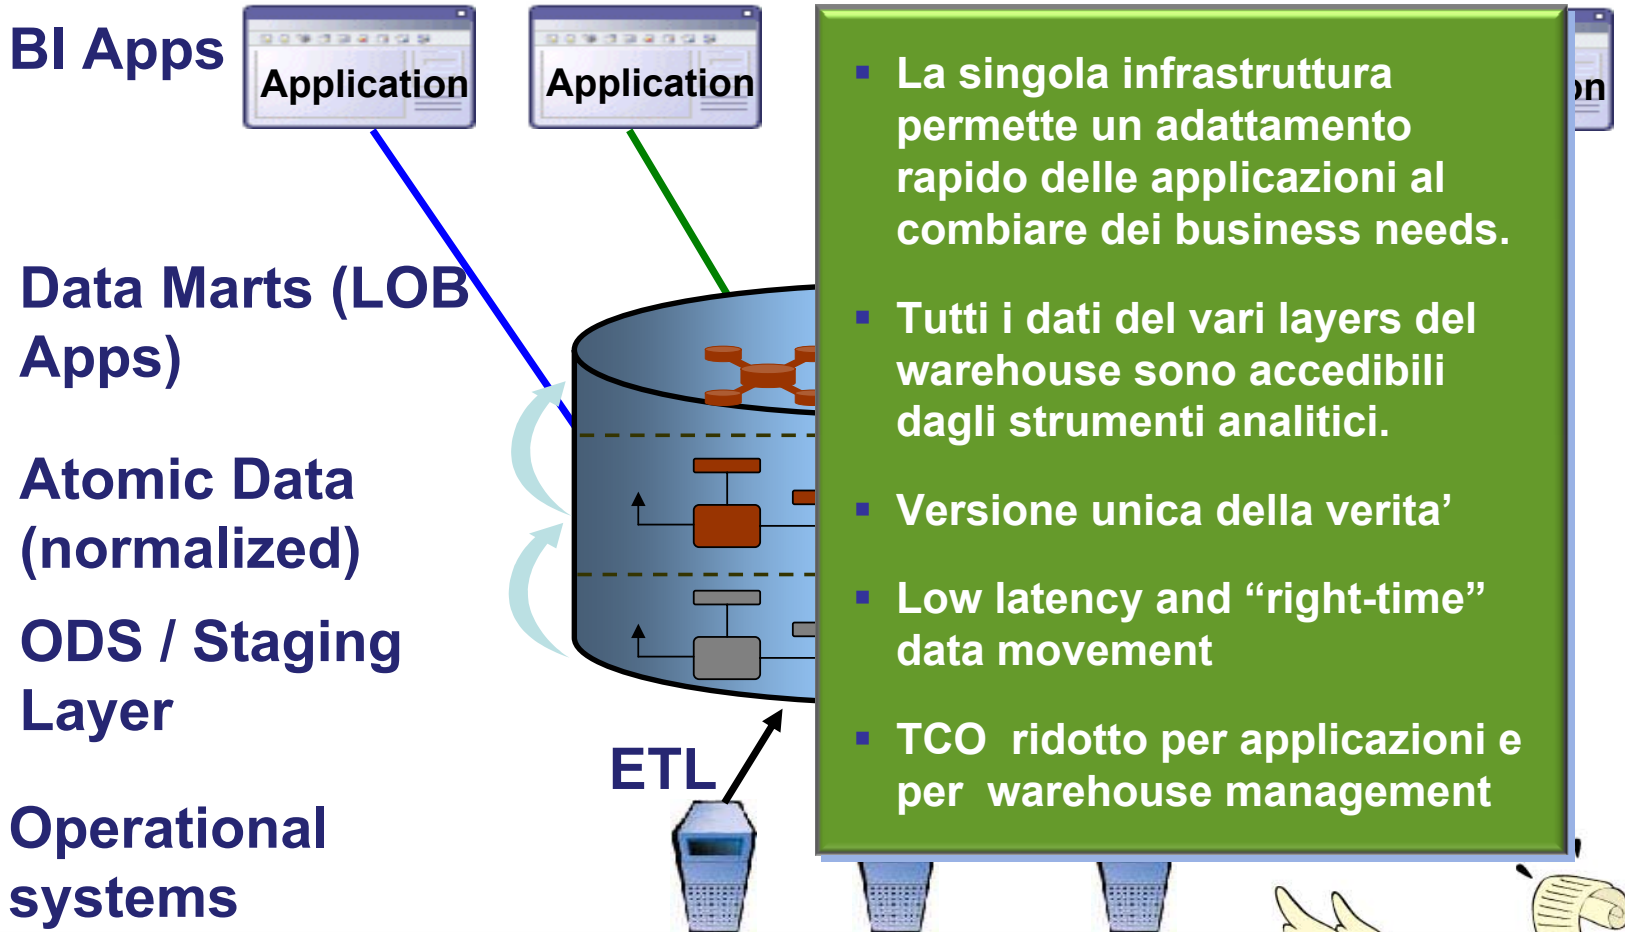 BI Apps
Application
Application
on
Data Marts (LOB
Apps)
Atomic Data
(normalized)
ODS / Staging
Layer
ETL
Operational
systems
La singola infrastruttura
permette un adattamento
rapido delle applicazioni al
combiare dei business needs.
Tutti i dati del vari layers del
warehouse sono accedibili
dagli strumenti analitici.
Versione unica della verita’
Low latency and “right-time”
data movement
TCO ridotto per applicazioni e
per warehouse management